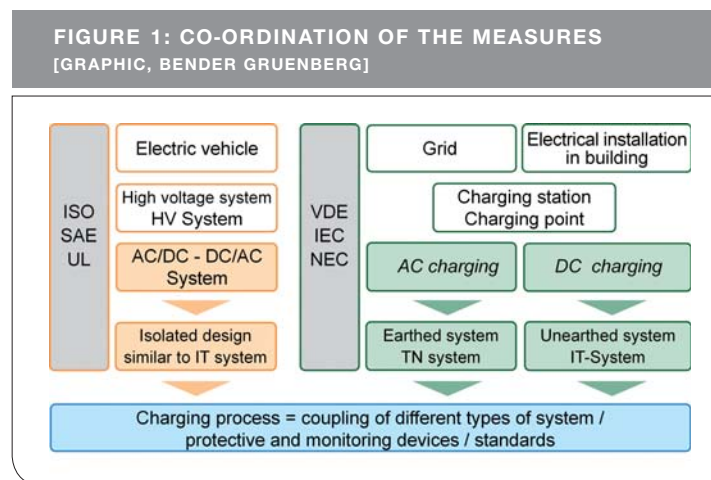 FIGURE 1: CO-ORDINATION OF THE MEASURES
[GRAPHIC, BENDER GRUENBERG]
ISO
SAE
UL
Electric vehicle
High voltage system
HV System
AC/DC - DC/AC
System
Isolated design
similar to IT system
VDE
IEC
NEC
Grid
Electrical installation
in building
Charging station
Charging point
AC charging
DC charging
Earthed system
TN system
Unearthed system
IT-System
Charging process = coupling of different types of system /
protective and monitoring devices / standards